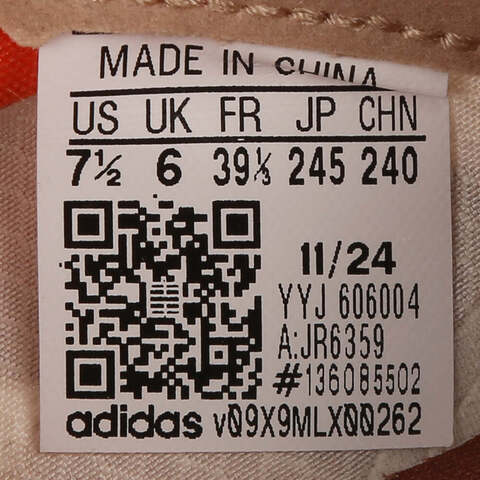 MADE IN CHINA
US UK FR JP CHN
7½ 6 39⅓ 245 240
11/24
YYJ 606004
A:JR6359
#136085502
adidas v09X9MLX00262